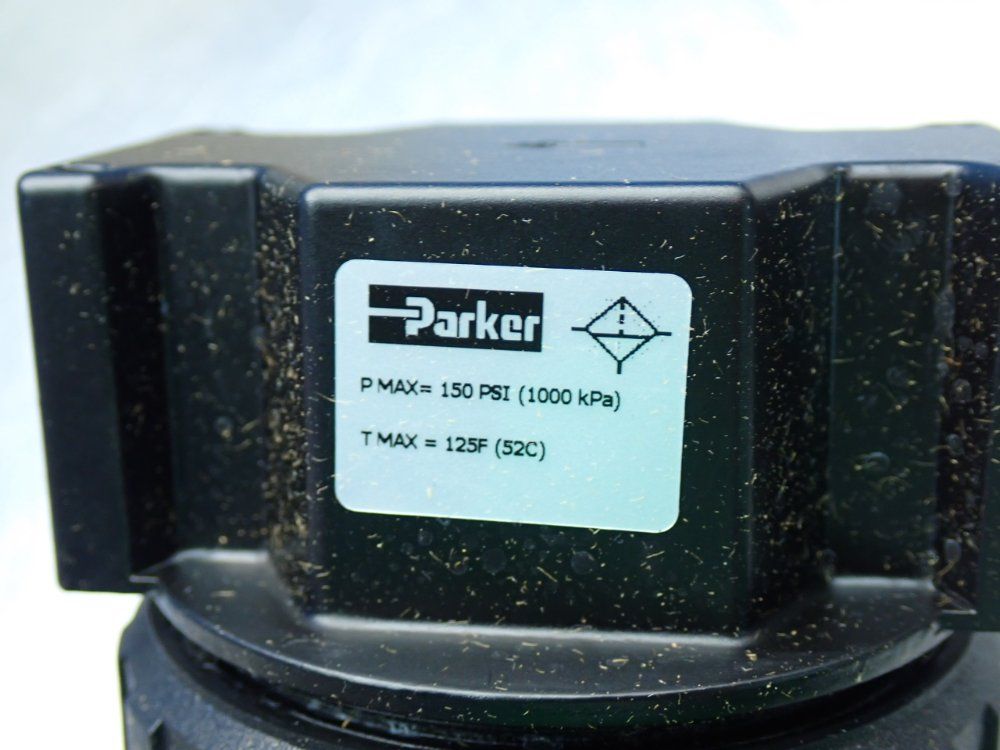 Parker
P MAX= 150 PSI (1000 kPa)
T MAX = 125F (52C)